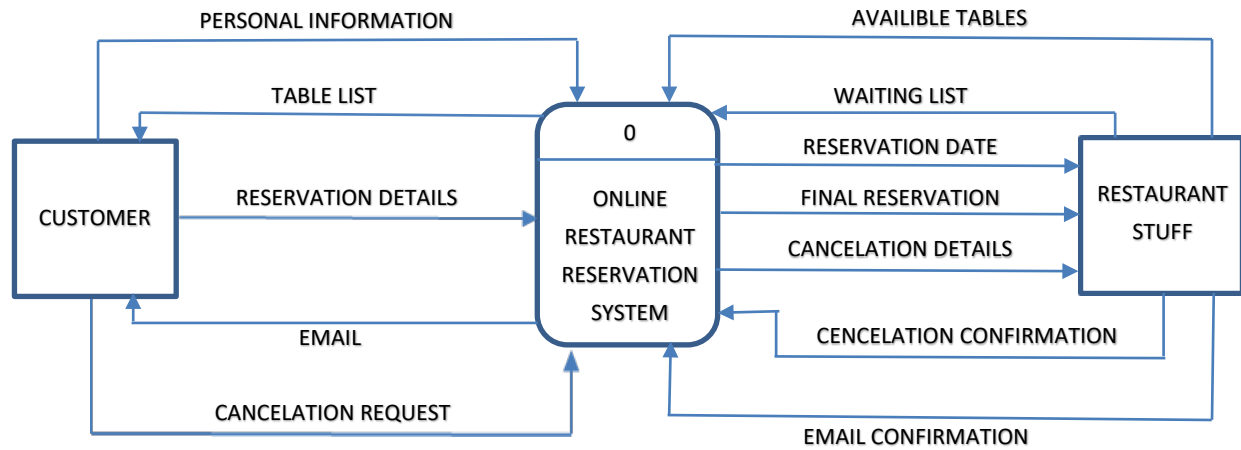 PERSONAL INFORMATION
AVAILIBLE TABLES
TABLE LIST
WAITING LIST
0
RESERVATION DATE
CUSTOMER
RESERVATION DETAILS
ONLINE
RESTAURANT
RESERVATION
SYSTEM
FINAL RESERVATION
RESTAURANT
STUFF
CANCELATION DETAILS
EMAIL
CENCELATION CONFIRMATION
CANCELATION REQUEST
EMAIL CONFIRMATION